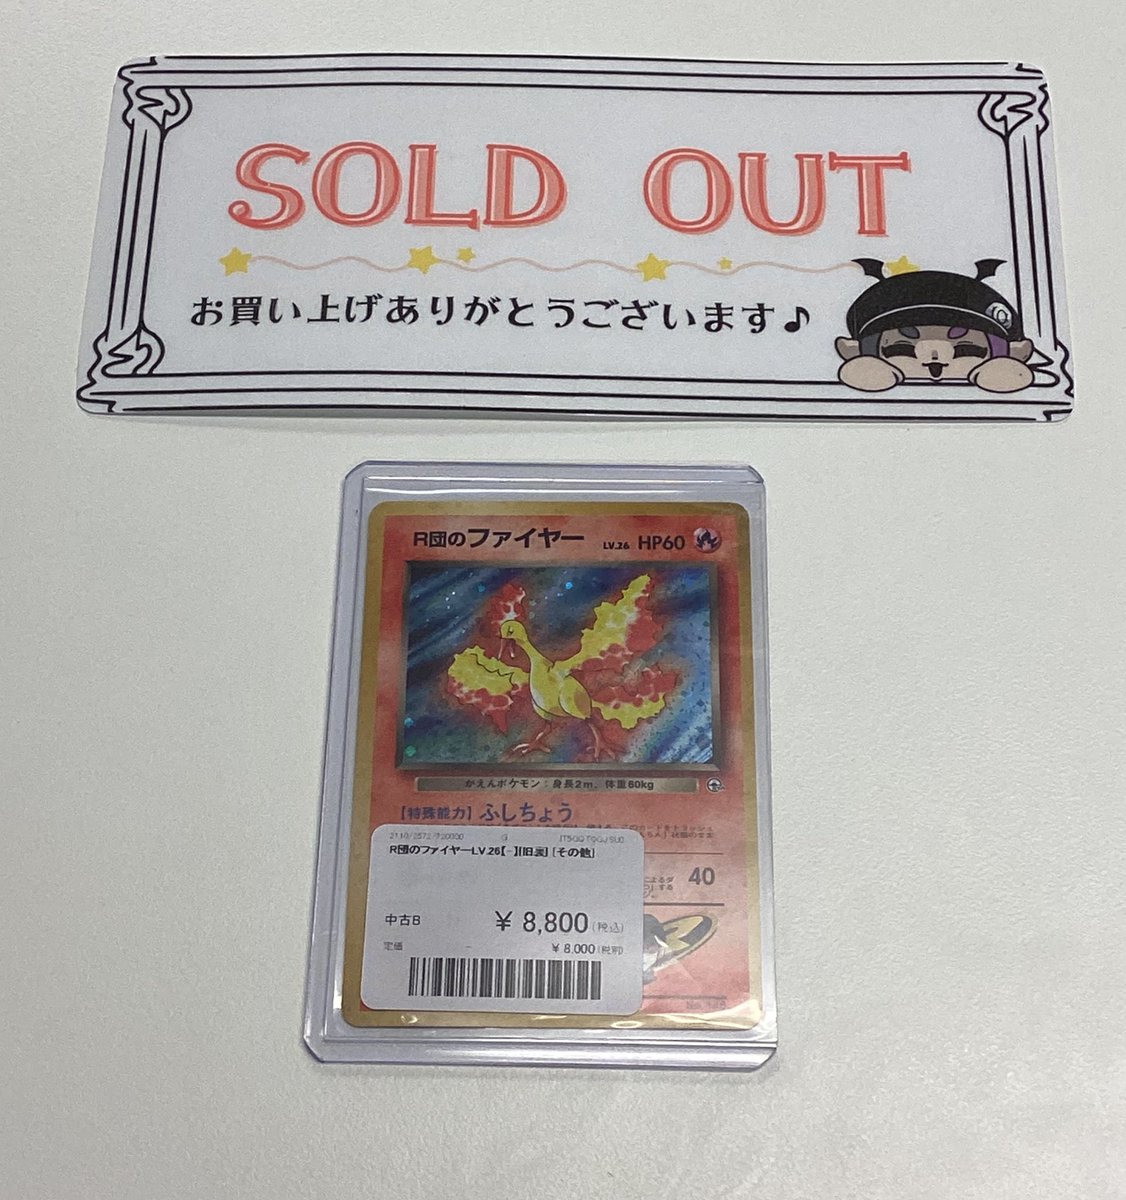 SOLD OUT
お買い上げありがとうございます♪
R団のファイヤー LV.26 HP60
かえんポケモン：身長2m、体重60kg
【特殊能力】ふしちょう
R団のファイヤーLV.26【-】{旧裏} [その他]
40
中古B ¥ 8,800(税込)
定価 - ¥ 8,000(税別)